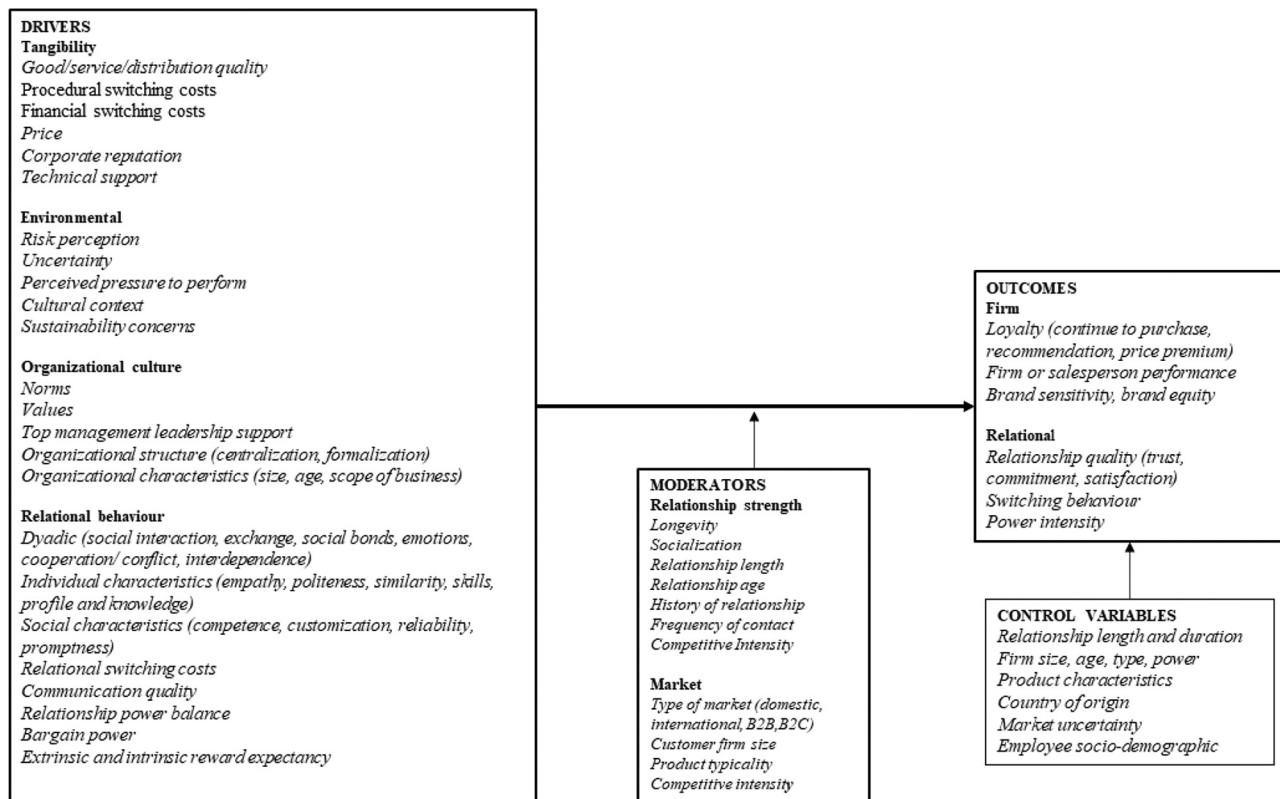 DRIVERS
Tangibility
Good/service/distribution quality
Procedural switching costs
Financial switching costs
Price
Corporate reputation
Technical support
Environmental
Risk perception
Uncertainty
Perceived pressure to perform
Cultural context
Sustainability concerns
Organizational culture
Norms
Values
Top management leadership support
Organizational structure (centralization, formalization)
Organizational characteristics (size, age, scope of business)
Relational behaviour
Dyadic (social interaction, exchange, social bonds, emotions,
cooperation/ conflict, interdependence)
Individual characteristics (empathy, politeness, similarity, skills,
profile and knowledge)
Social characteristics (competence, customization, reliability,
promptness)
Relational switching costs
Communication quality
Relationship power balance
Bargain power
Extrinsic and intrinsic reward expectancy
MODERATORS
Relationship strength
Longevity
Socialization
Relationship length
Relationship age
History of relationship
Frequency of contact
Competitive Intensity
Market
Type of market (domestic,
international, B2B,B2C)
Customer firm size
Product typicality
Competitive intensity
OUTCOMES
Firm
Loyalty (continue to purchase,
recommendation, price premium)
Firm or salesperson performance
Brand sensitivity, brand equity
Relational
Relationship quality (trust,
commitment, satisfaction)
Switching behaviour
Power intensity
CONTROL VARIABLES
Relationship length and duration
Firm size, age, type, power
Product characteristics
Country of origin
Market uncertainty
Employee socio-demographic